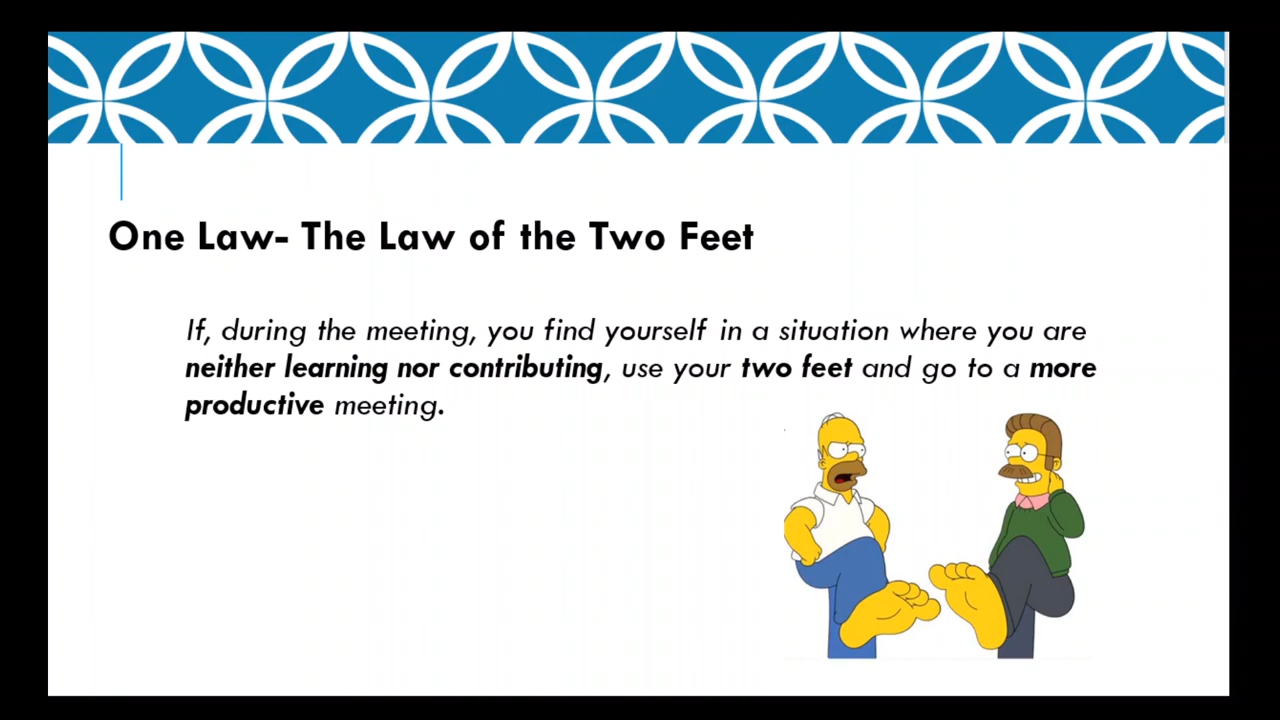 One Law- The Law of the Two Feet
If, during the meeting, you find yourself in a situation where you are
neither learning nor contributing, use your two feet and go to a more
productive meeting.